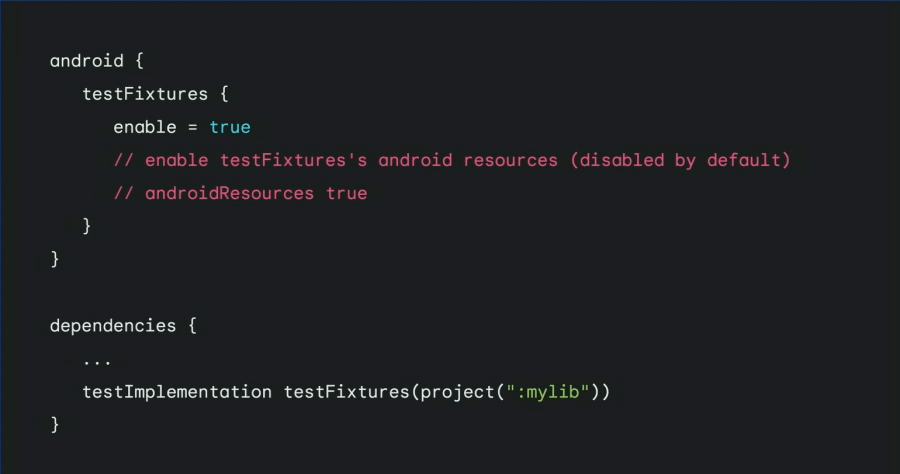 android {
testFixtures {
enable = true
// enable testFixtures's android resources (disabled by default)
// androidResources true
}
}
dependencies {
...
testImplementation testFixtures(project(":mylib"))
}